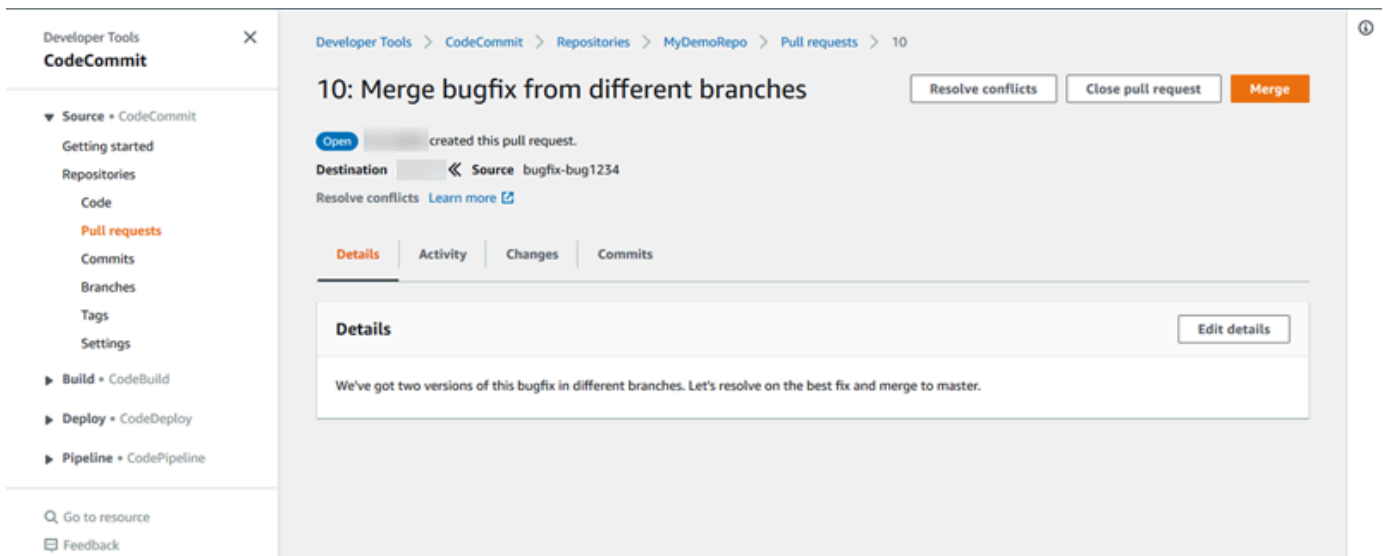 Developer Tools
CodeCommit
Source • CodeCommit
Getting started
Repositories
Code
Pull requests
Commits
Branches
Tags
Settings
Build • CodeBuild
Deploy • CodeDeploy
Pipeline • CodePipeline
Go to resource
Feedback
Developer Tools > CodeCommit > Repositories > MyDemoRepo > Pull requests > 10
10: Merge bugfix from different branches
Resolve conflicts
Close pull request
Merge
Open created this pull request.
Destination Source bugfix-bug1234
Resolve conflicts Learn more
Details Activity Changes Commits
Details
Edit details
We've got two versions of this bugfix in different branches. Let's resolve on the best fix and merge to master.